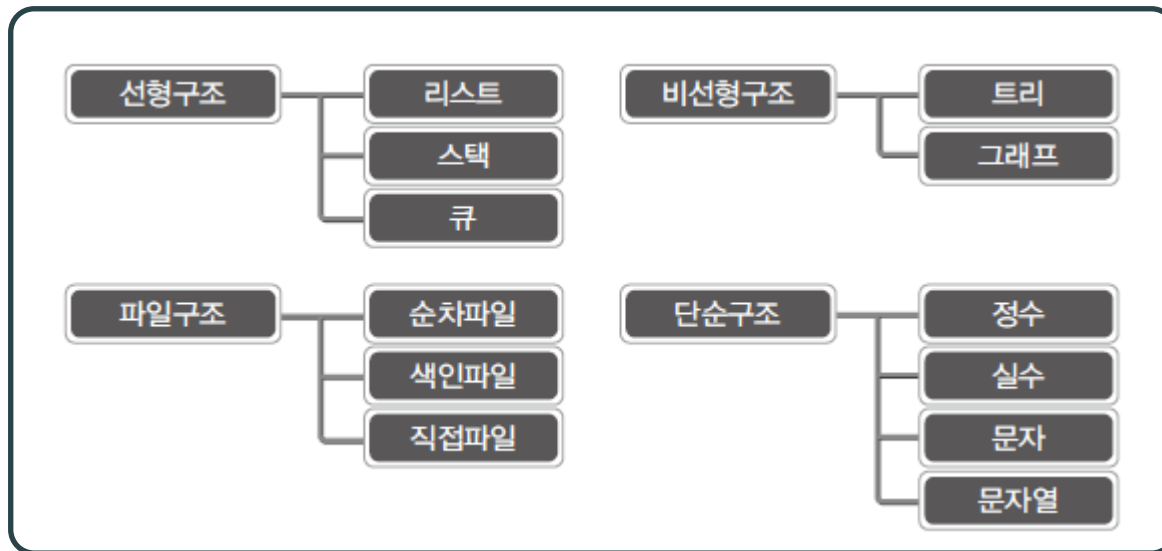 선형구조
리스트
스택
큐
비선형구조
트리
그래프
파일구조
순차파일
색인파일
직접파일
단순구조
정수
실수
문자
문자열